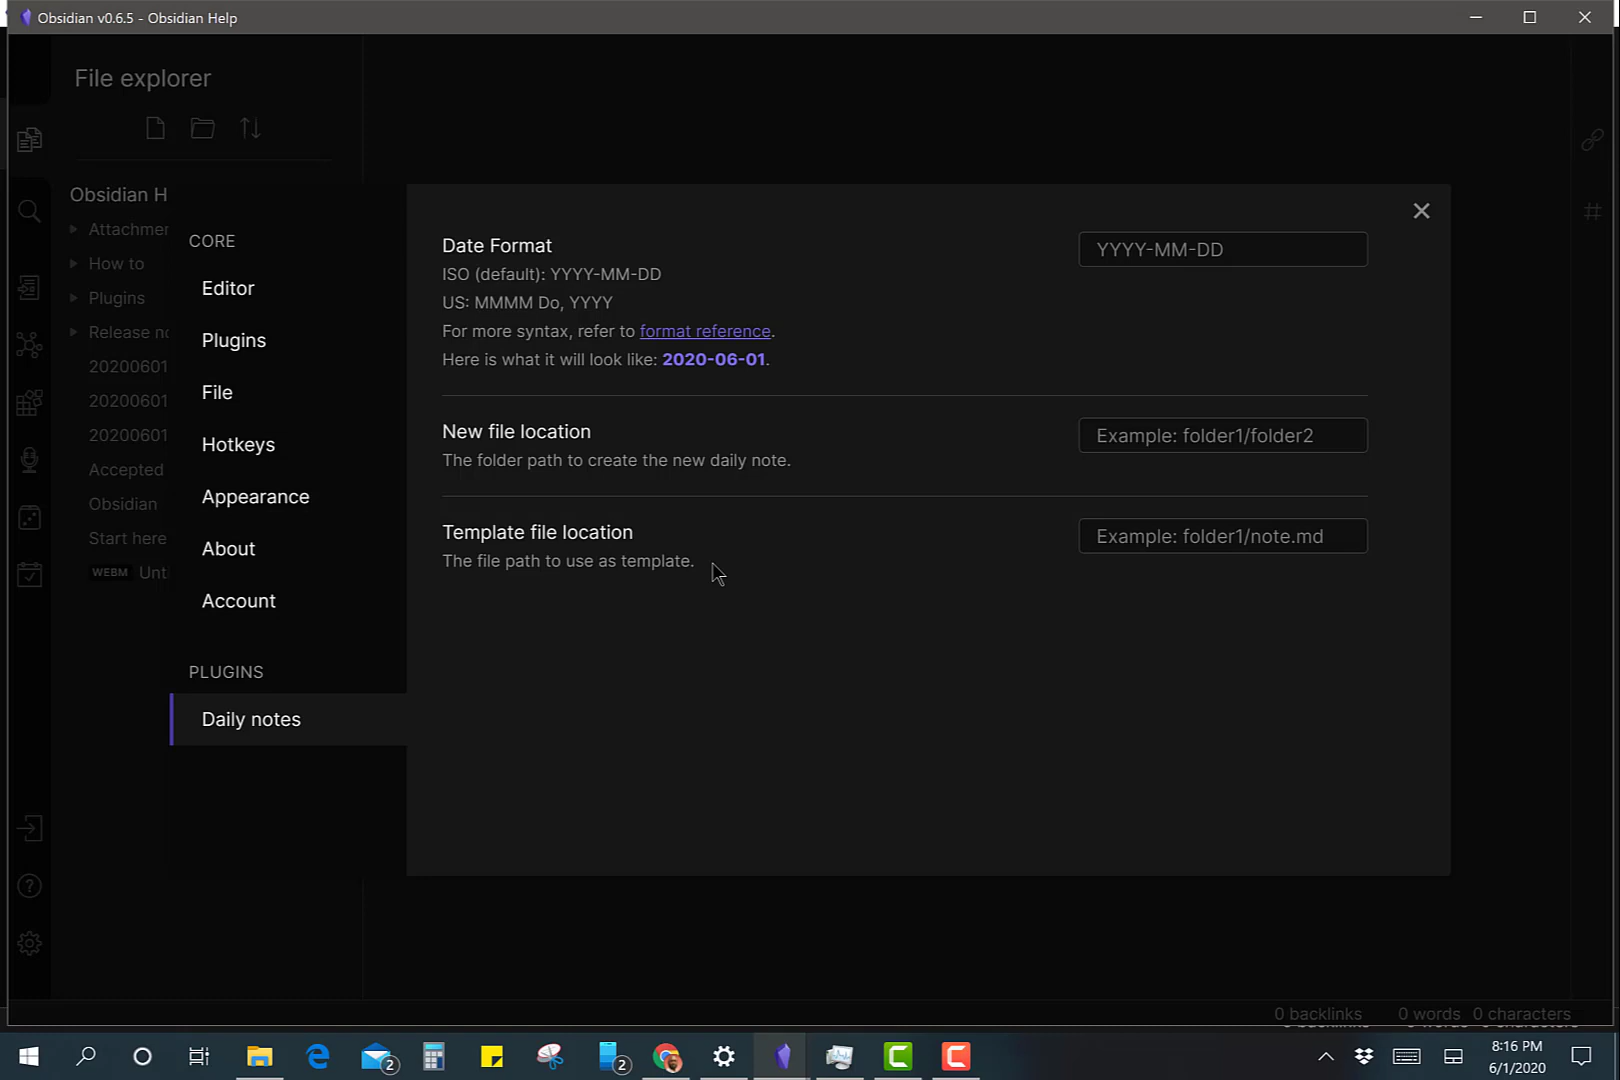 Obsidian v0.6.5 - Obsidian Help
File explorer
Obsidian H
Attachmen
How to
Plugins
Release no
20200601
20200601
20200601
Accepted
Obsidian
Start here
WEBM Unt
CORE
Editor
Plugins
File
Hotkeys
Appearance
About
Account
PLUGINS
Daily notes
Date Format
ISO (default): YYYY-MM-DD
US: MMMM Do, YYYY
For more syntax, refer to format reference.
Here is what it will look like: 2020-06-01.
YYYY-MM-DD
New file location
The folder path to create the new daily note.
Example: folder1/folder2
Template file location
The file path to use as template.
Example: folder1/note.md
0 backlinks 0 words 0 characters
2
2
8:16 PM
6/1/2020